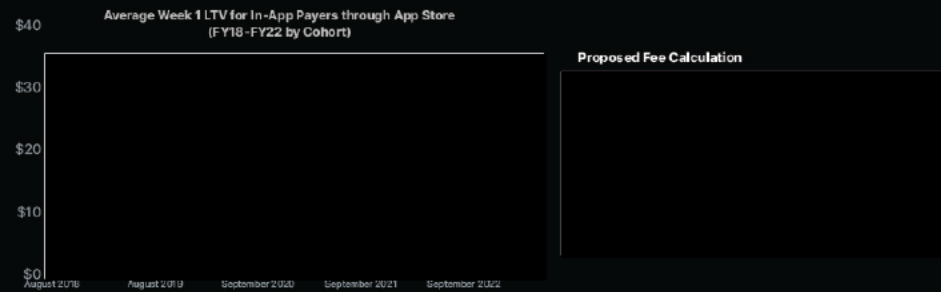 Average Week 1 LTV for In-App Payers through App Store
(FY18-FY22 by Cohort)
$40
$30
$20
$10
$0
August 2018
August 2019
September 2020
September 2021
September 2022
Proposed Fee Calculation